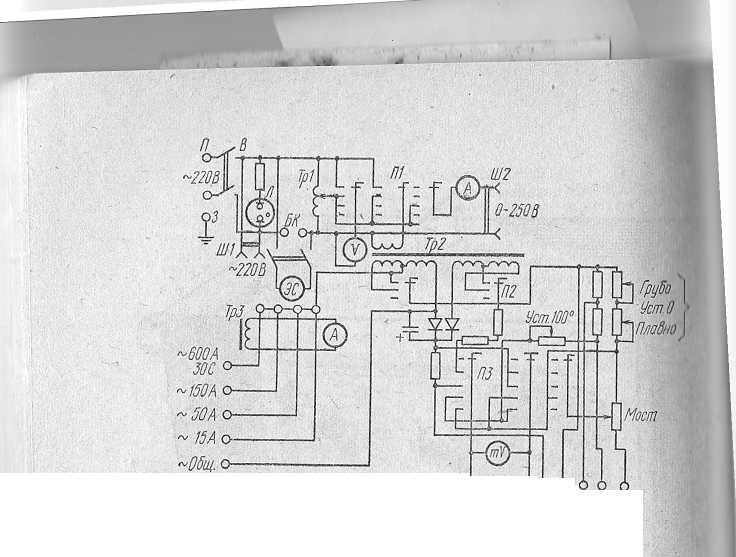 П
В
~220В
Л
З
Ш1
~220В
БК
ЭС
Тр1
П1
А
Ш2
0-250В
V
Тр2
П2
Тр3
А
~600А
30С
~150А
~50А
~15А
~Общ.
+
Уст.100°
П3
mV
Грубо
Уст.0
Плавно
Мост